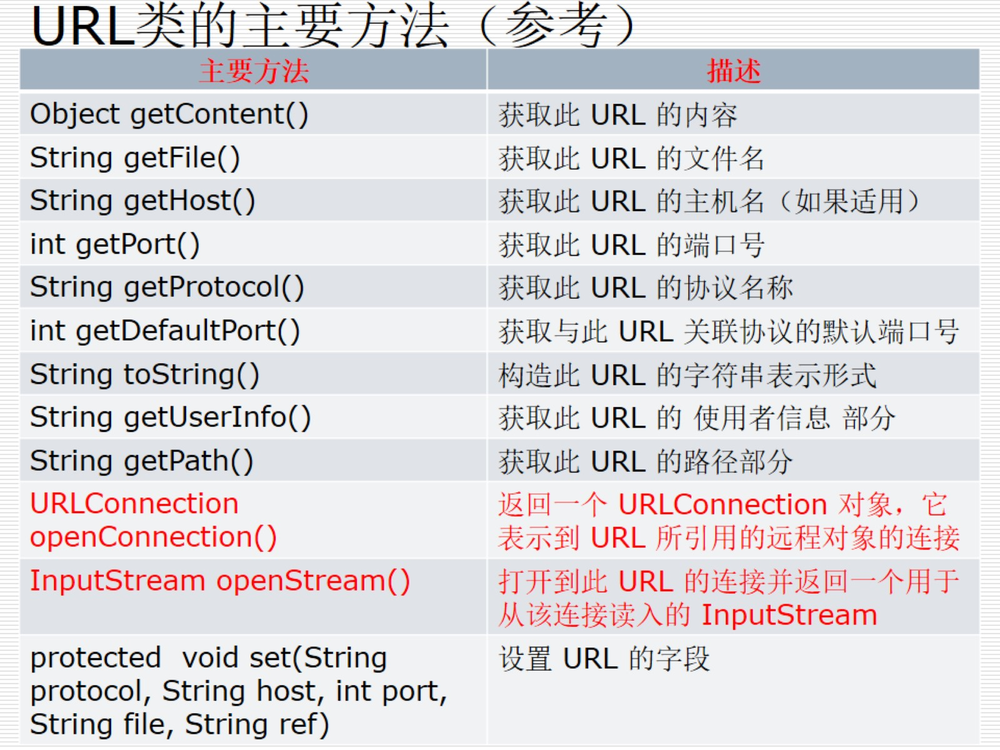 URL类的主要方法（参考）
主要方法 描述
Object getContent() 获取此 URL 的内容
String getFile() 获取此 URL 的文件名
String getHost() 获取此 URL 的主机名（如果适用）
int getPort() 获取此 URL 的端口号
String getProtocol() 获取此 URL 的协议名称
int getDefaultPort() 获取与此 URL 关联协议的默认端口号
String toString() 构造此 URL 的字符串表示形式
String getUserInfo() 获取此 URL 的 使用者信息 部分
String getPath() 获取此 URL 的路径部分
URLConnection
openConnection()
返回一个 URLConnection 对象，它
表示到 URL 所引用的远程对象的连接
InputStream openStream()
打开到此 URL 的连接并返回一个用于
从该连接读入的 InputStream
protected  void set(String
protocol, String host, int port,
String file, String ref)
设置 URL 的字段